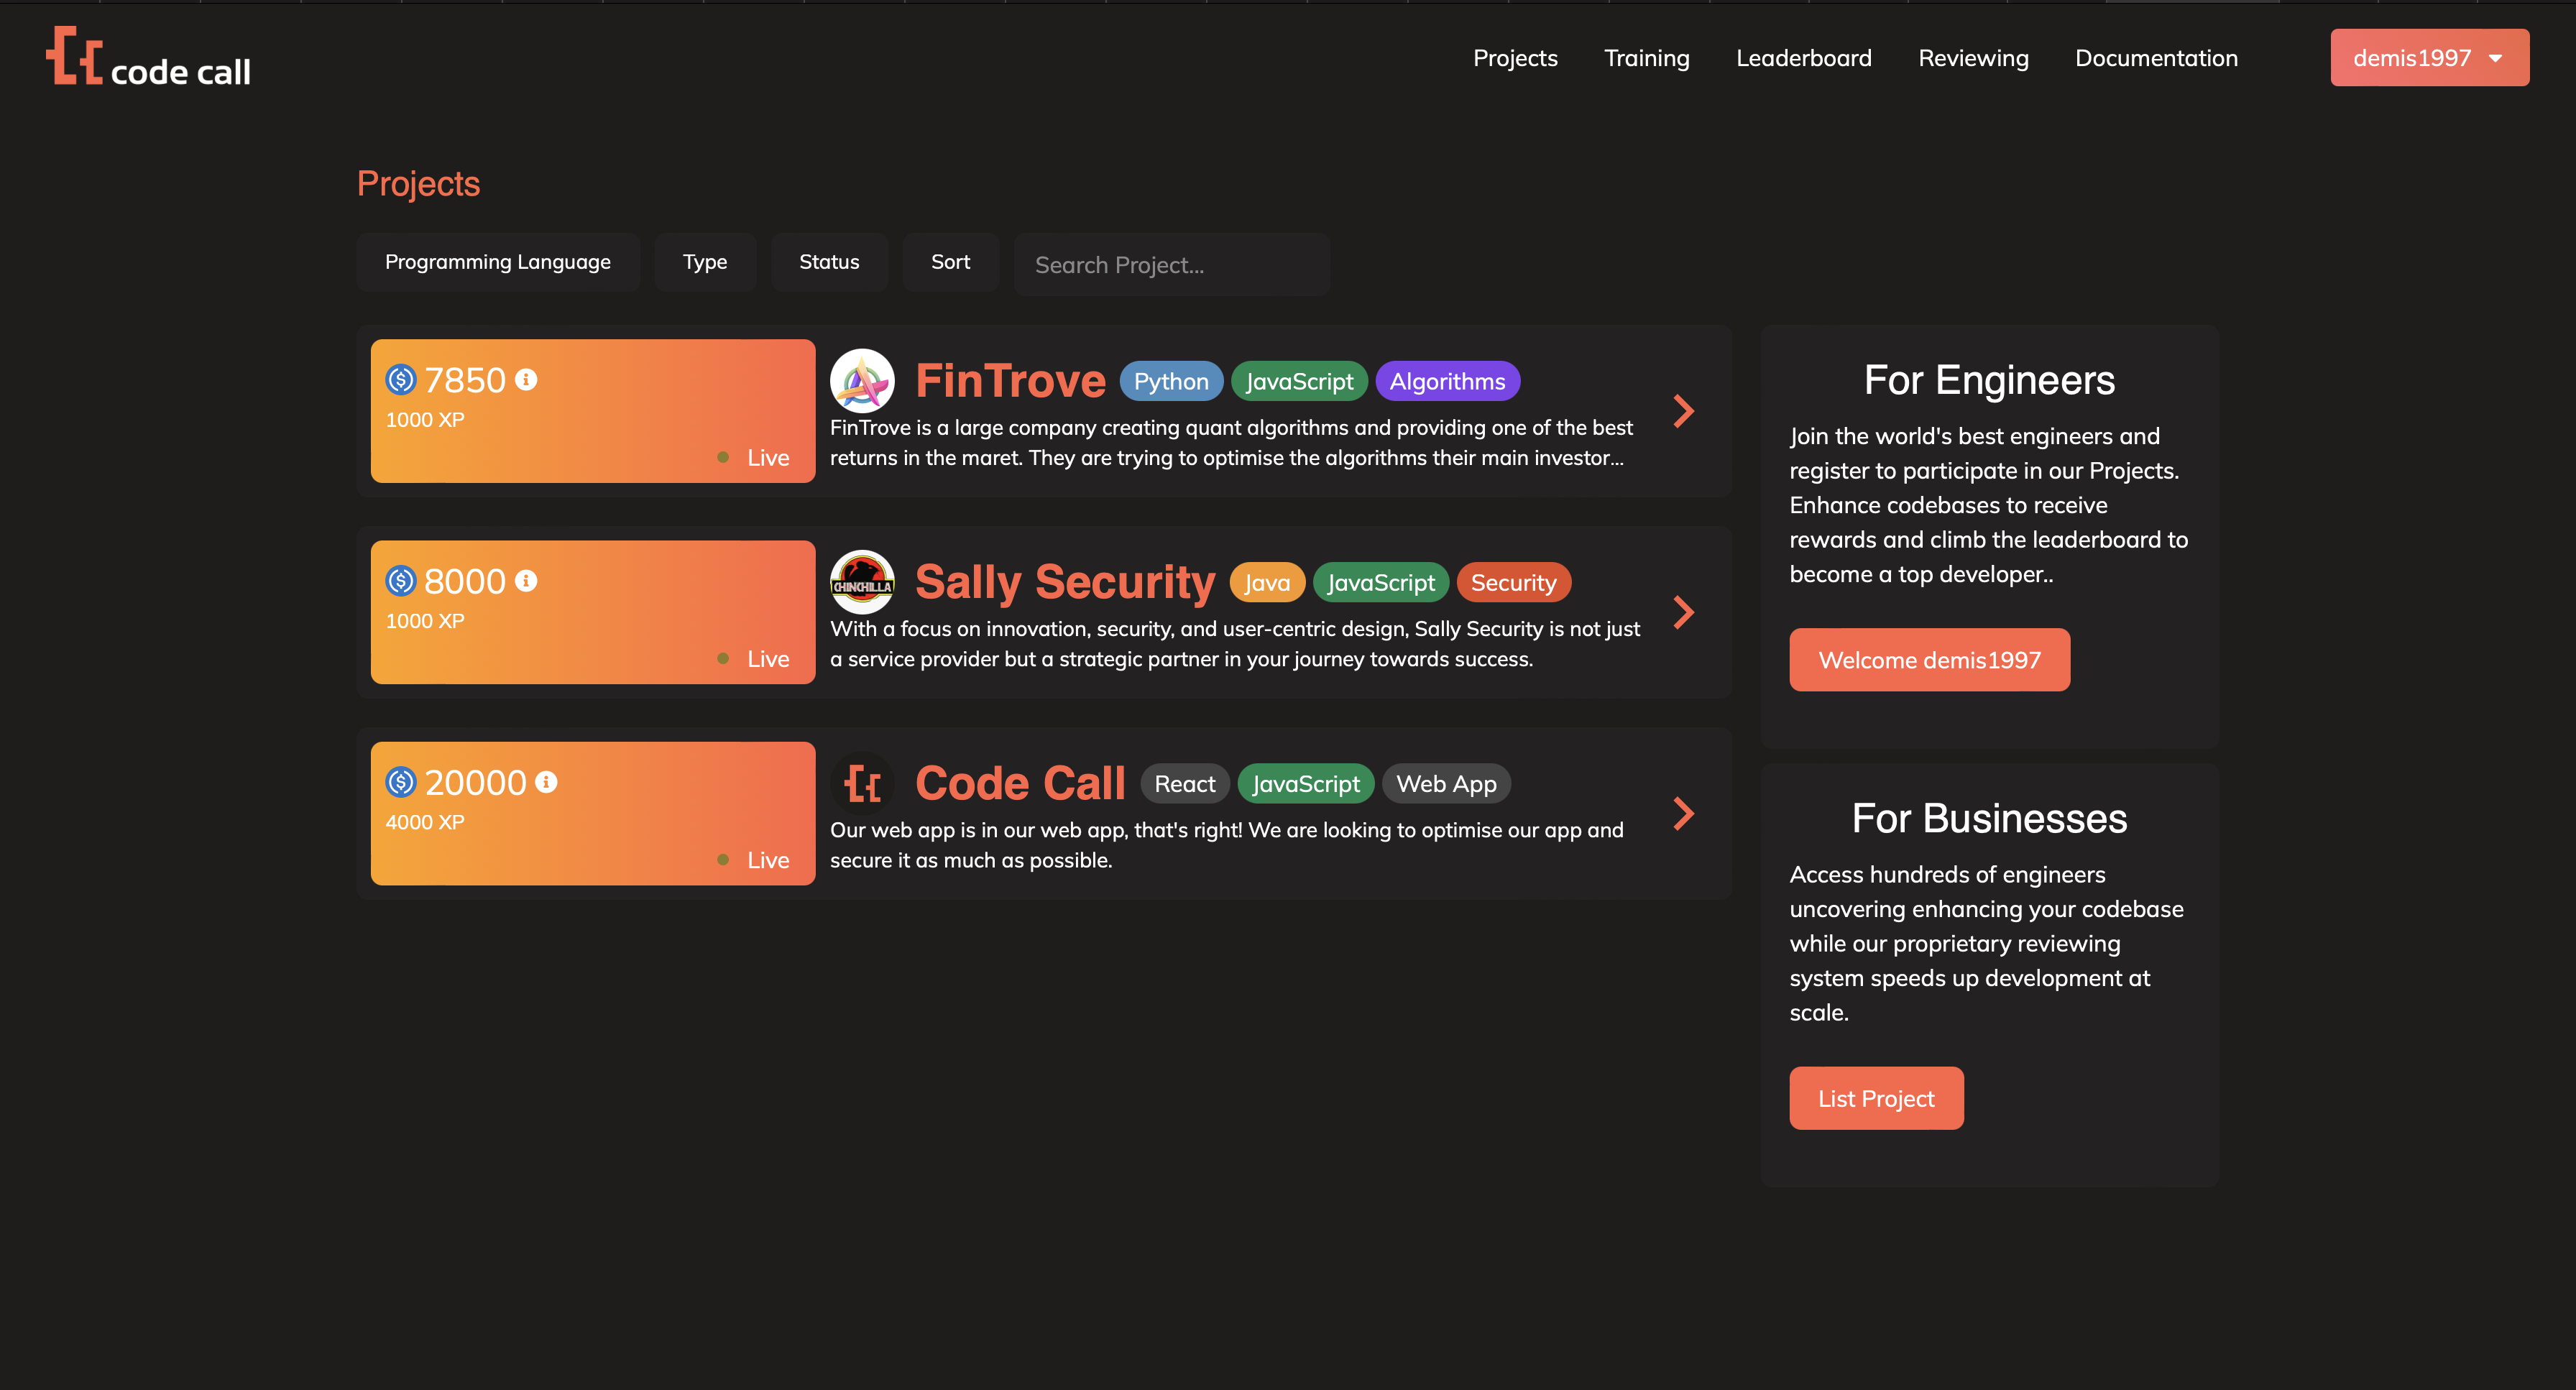 code call
Projects
Training
Leaderboard
Reviewing
Documentation
demis1997
Projects
Programming Language
Type
Status
Sort
Search Project...
7850
1000 XP
Live
FinTrove
Python
JavaScript
Algorithms
FinTrove is a large company creating quant algorithms and providing one of the best
returns in the maret. They are trying to optimise the algorithms their main investor...
8000
1000 XP
Live
CHINCHILLA
Sally Security
Java
JavaScript
Security
With a focus on innovation, security, and user-centric design, Sally Security is not just
a service provider but a strategic partner in your journey towards success.
20000
4000 XP
Live
Code Call
React
JavaScript
Web App
Our web app is in our web app, that's right! We are looking to optimise our app and
secure it as much as possible.
For Engineers
Join the world's best engineers and
register to participate in our Projects.
Enhance codebases to receive
rewards and climb the leaderboard to
become a top developer..
Welcome demis1997
For Businesses
Access hundreds of engineers
uncovering enhancing your codebase
while our proprietary reviewing
system speeds up development at
scale.
List Project